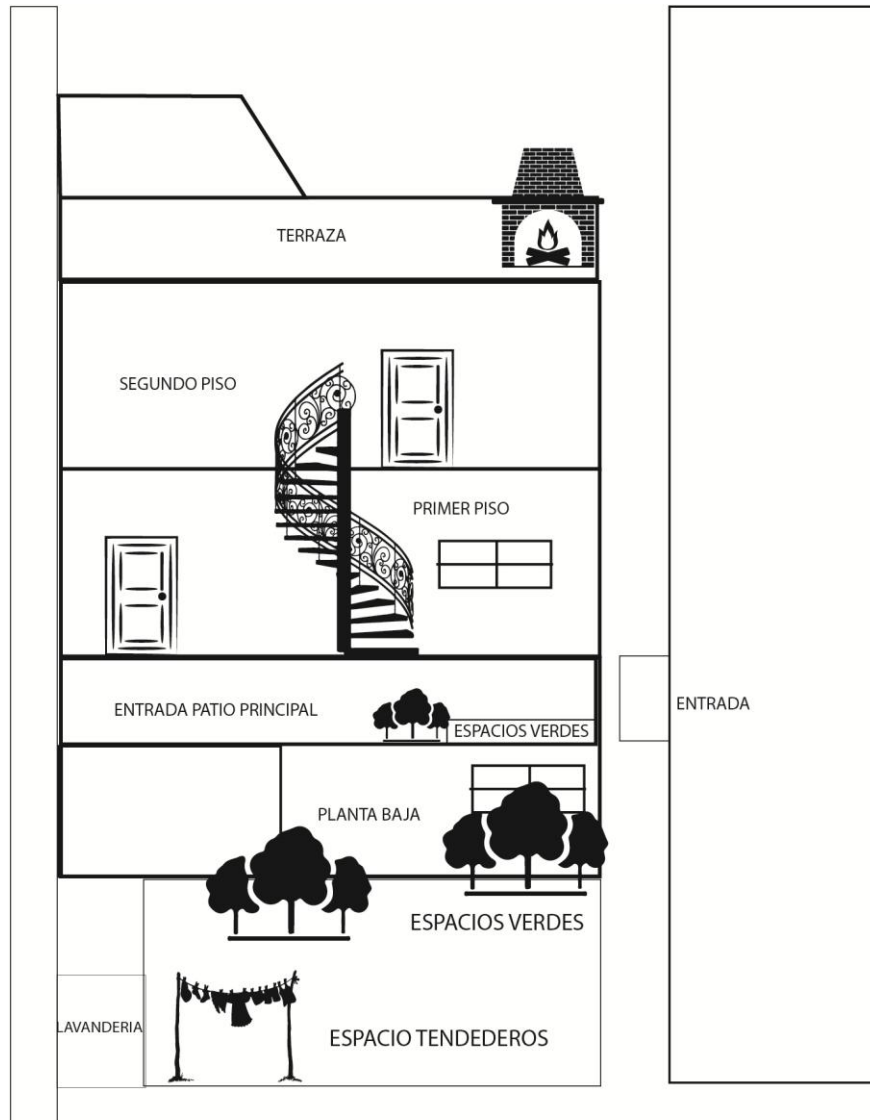 TERRAZA
SEGUNDO PISO
PRIMER PISO
ENTRADA PATIO PRINCIPAL
ESPACIOS VERDES
ENTRADA
PLANTA BAJA
ESPACIOS VERDES
LAVANDERIA
ESPACIO TENDEDEROS